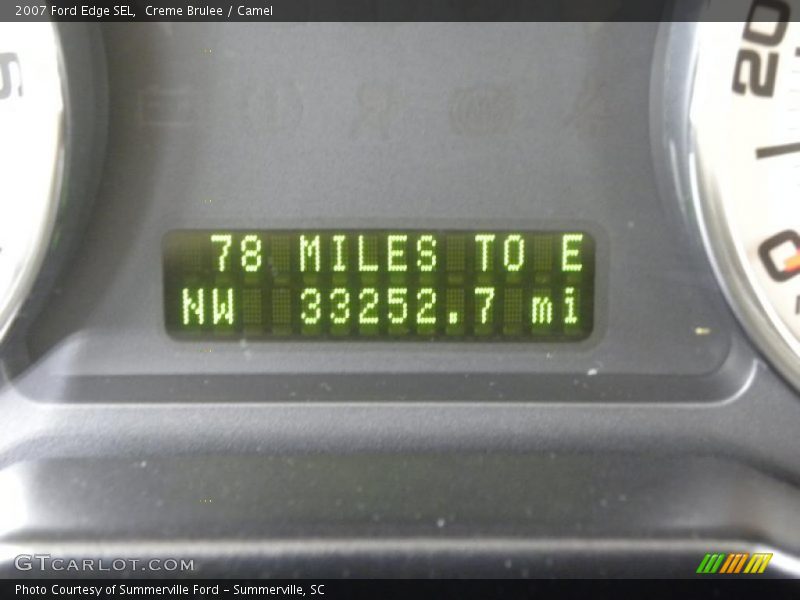 2007 Ford Edge SEL, Creme Brulee / Camel
20
0
78 MILES TO E
NW 33252.7 mi
GTCARLOT.COM
Photo Courtesy of Summerville Ford - Summerville, SC